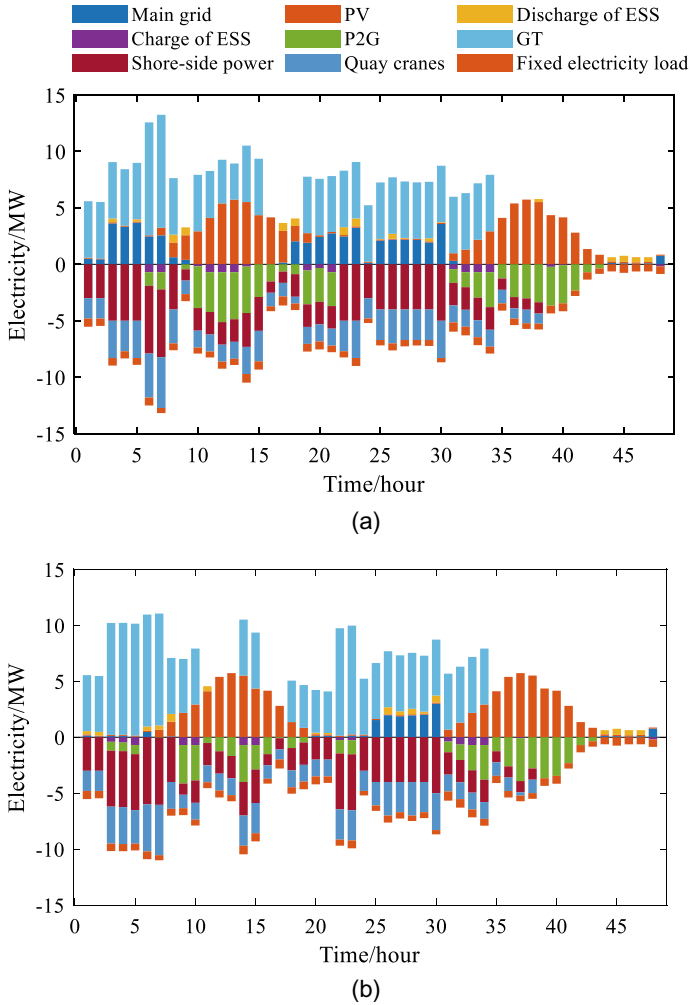 Main grid PV Discharge of ESS
Charge of ESS P2G GT
Shore-side power Quay cranes Fixed electricity load
15
10
5
0
-5
-10
-15
Electricity/MW
0 5 10 15 20 25 30 35 40 45
Time/hour
(a)
15
10
5
0
-5
-10
-15
Electricity/MW
0 5 10 15 20 25 30 35 40 45
Time/hour
(b)